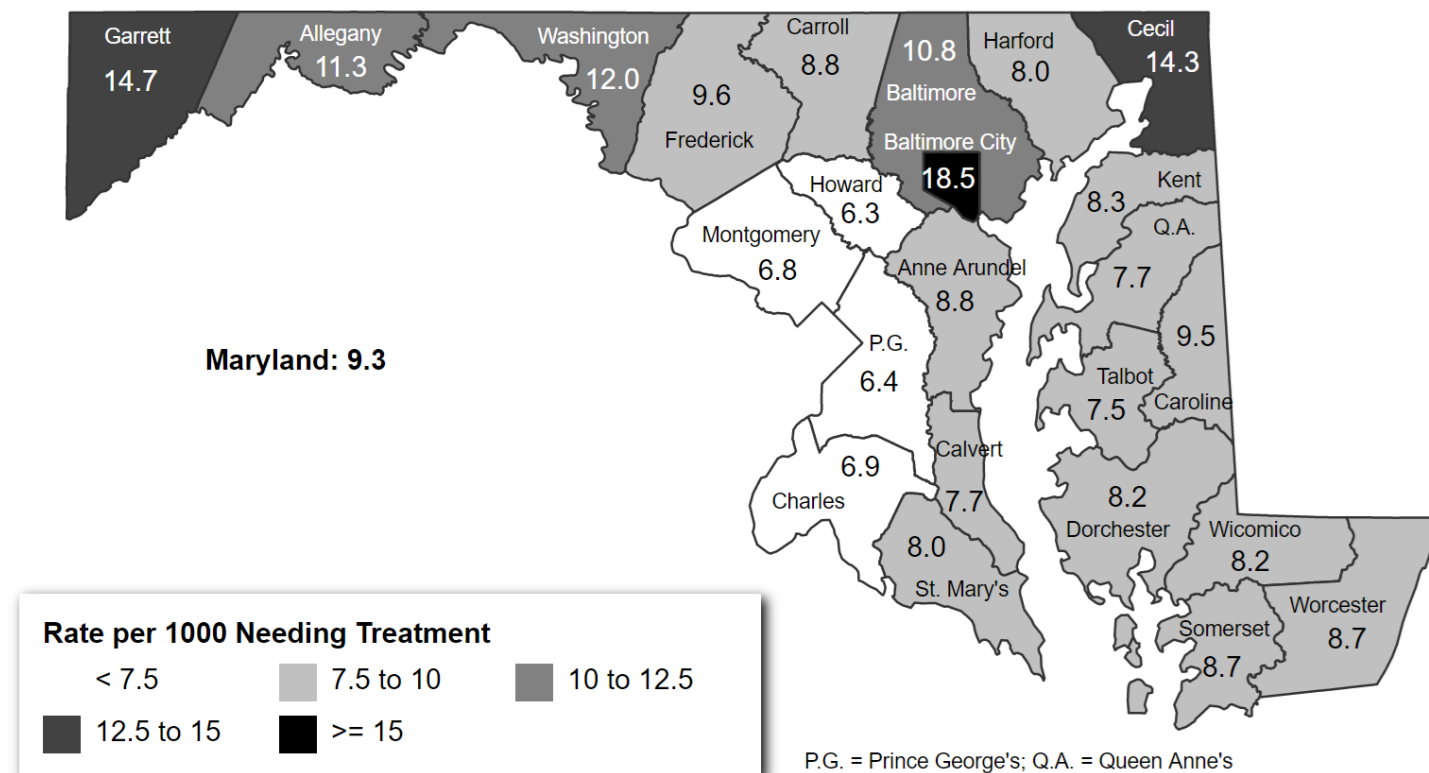 Garrett
14.7
Allegany
11.3
Washington
12.0
9.6
Frederick
Carroll
8.8
10.8
Baltimore
Baltimore City
18.5
Harford
8.0
Cecil
14.3
Howard
6.3
Montgomery
6.8
Anne Arundel
8.8
Kent
8.3
Q.A.
7.7
9.5
Caroline
Talbot
7.5
P.G.
6.4
Maryland: 9.3
Calvert
7.7
6.9
Charles
8.0
St. Mary's
8.2
Dorchester
Wicomico
8.2
Somerset
8.7
Worcester
8.7
Rate per 1000 Needing Treatment
< 7.5 7.5 to 10 10 to 12.5
12.5 to 15 >= 15
P.G. = Prince George's; Q.A. = Queen Anne's